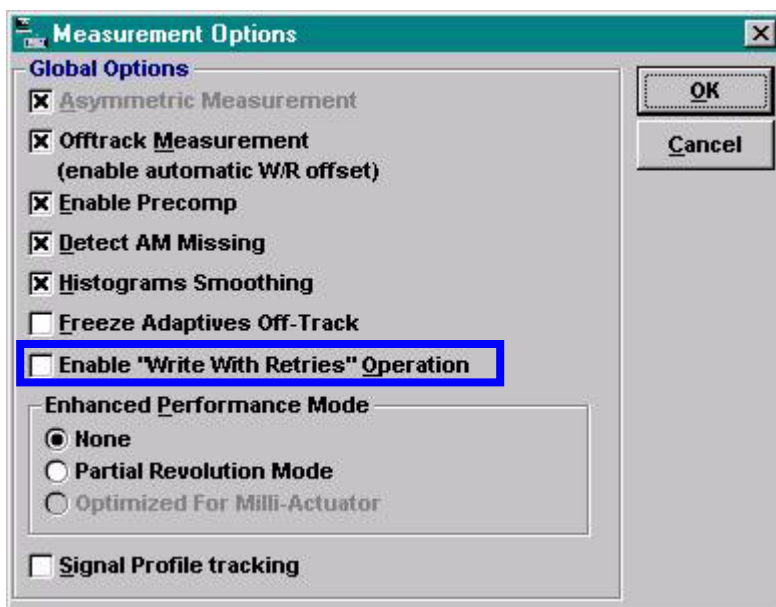 Measurement Options
Global Options
Asymmetric Measurement
Offtrack Measurement
(enable automatic W/R offset)
Enable Precomp
Detect AM Missing
Histograms Smoothing
Freeze Adaptives Off-Track
Enable "Write With Retries" Operation
Enhanced Performance Mode
None
Partial Revolution Mode
Optimized For Milli-Actuator
Signal Profile tracking
OK
Cancel